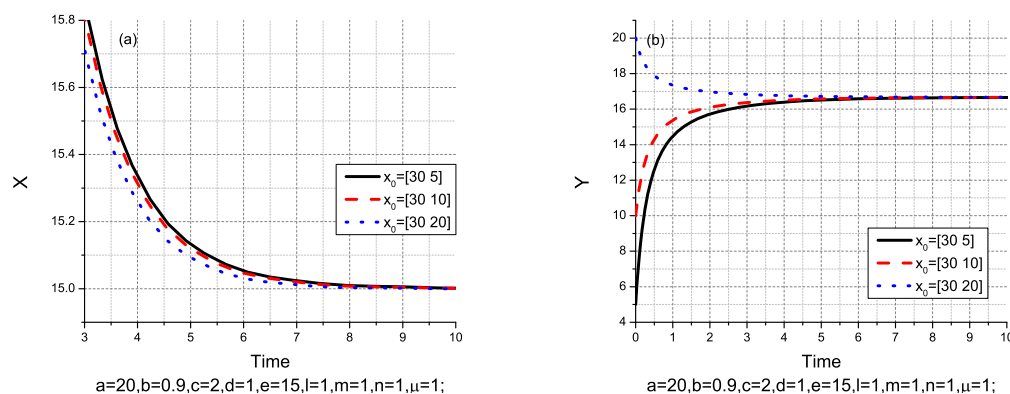 15.8
15.6
15.4
15.2
15.0
X
(a)
x0=[30 5]
x0=[30 10]
x0=[30 20]
3 4 5 6 7 8 9 10
Time
a=20,b=0.9,c=2,d=1,e=15,l=1,m=1,n=1,μ=1;
20
18
16
14
12
10
8
6
4
Y
(b)
x0=[30 5]
x0=[30 10]
x0=[30 20]
0 1 2 3 4 5 6 7 8 9 10
Time
a=20,b=0.9,c=2,d=1,e=15,l=1,m=1,n=1,μ=1;